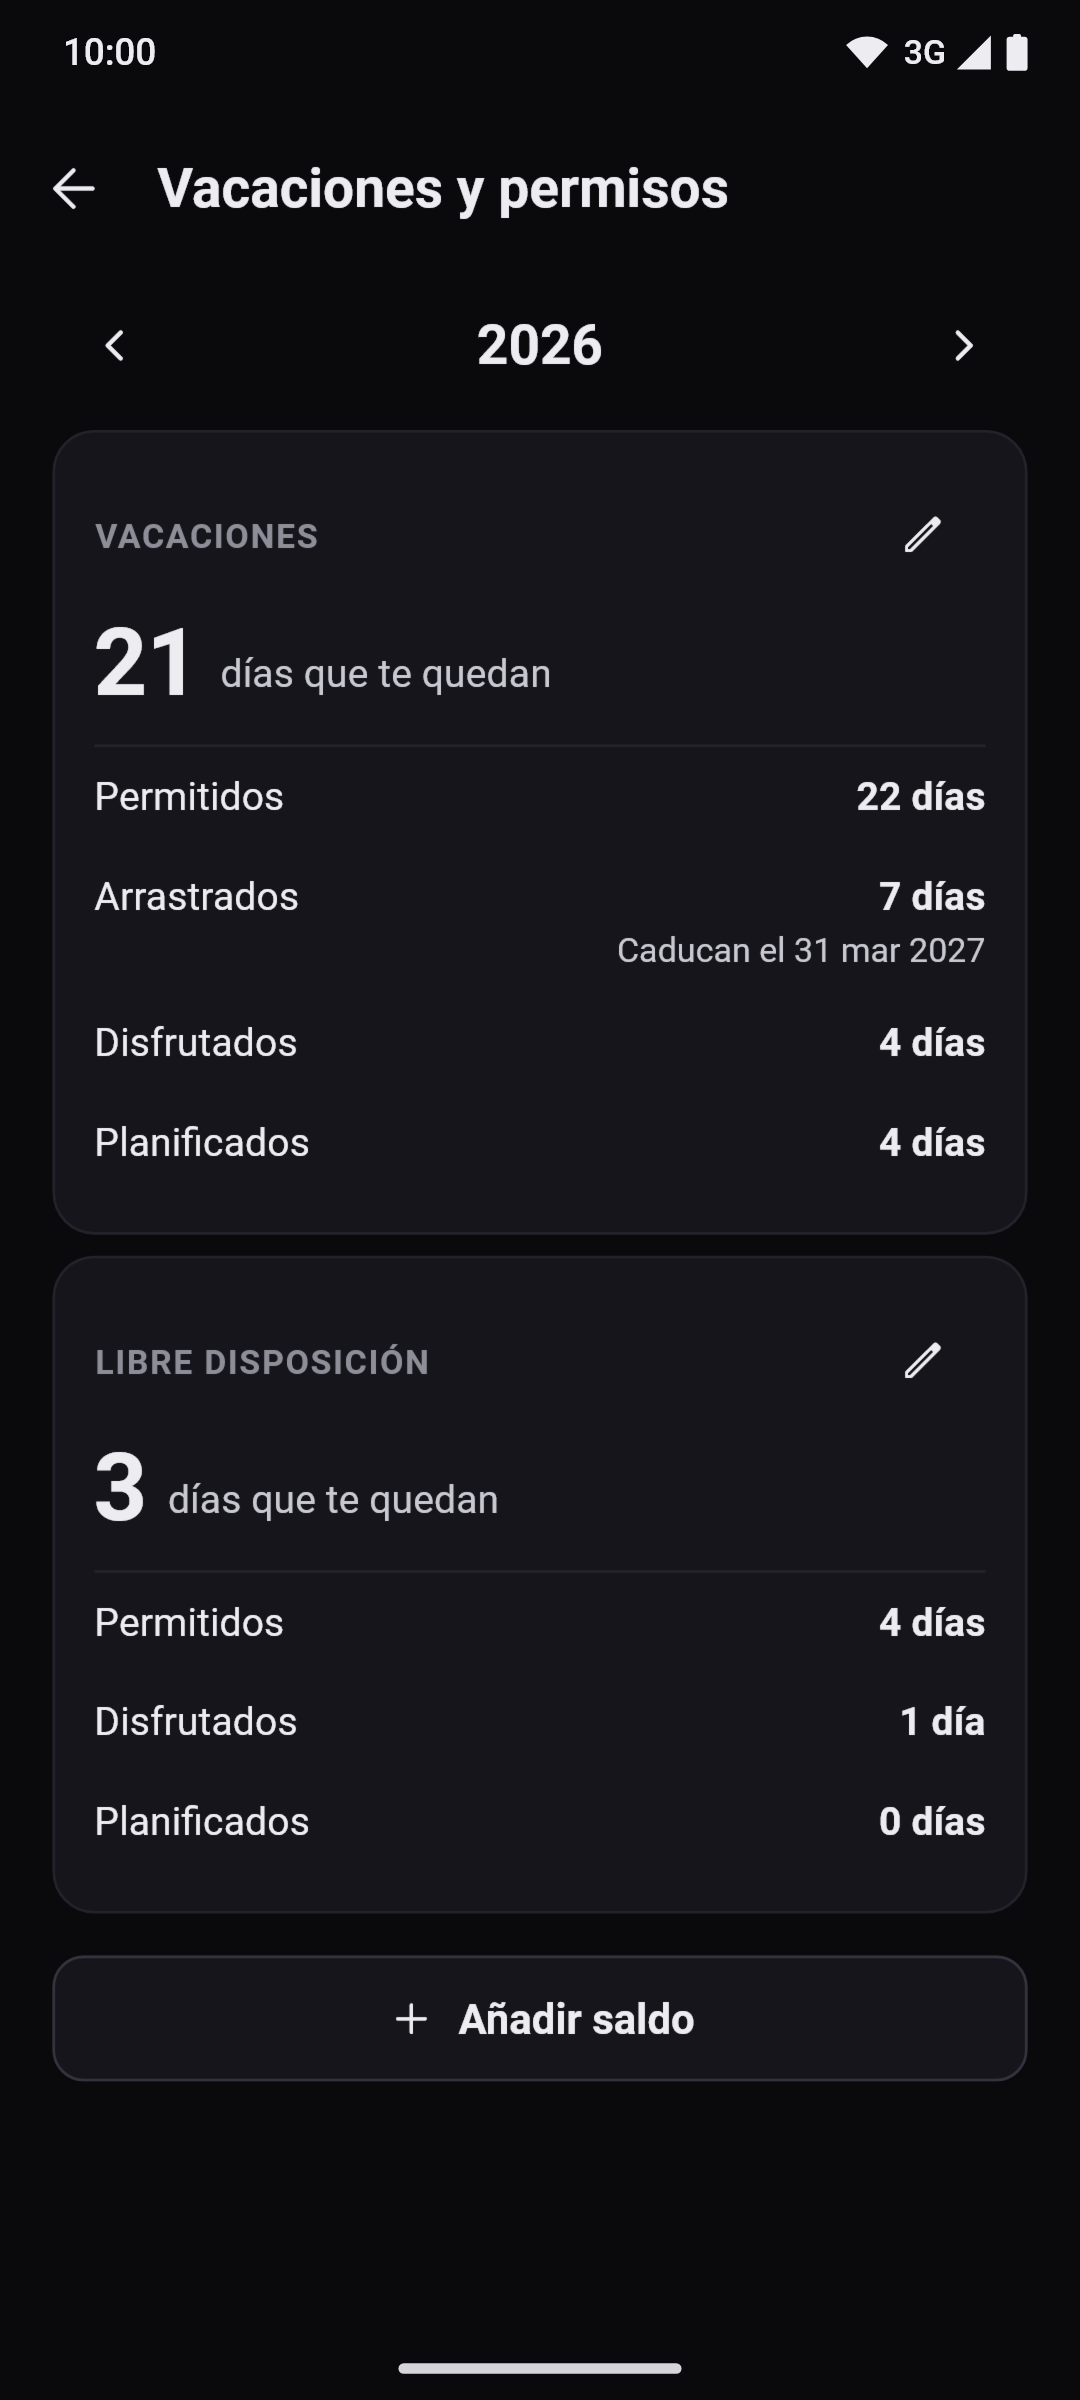 10:00
3G
Vacaciones y permisos
2026
VACACIONES
21 días que te quedan
Permitidos 22 días
Arrastrados 7 días
Caducan el 31 mar 2027
Disfrutados 4 días
Planificados 4 días
LIBRE DISPOSICIÓN
3 días que te quedan
Permitidos 4 días
Disfrutados 1 día
Planificados 0 días
+ Añadir saldo